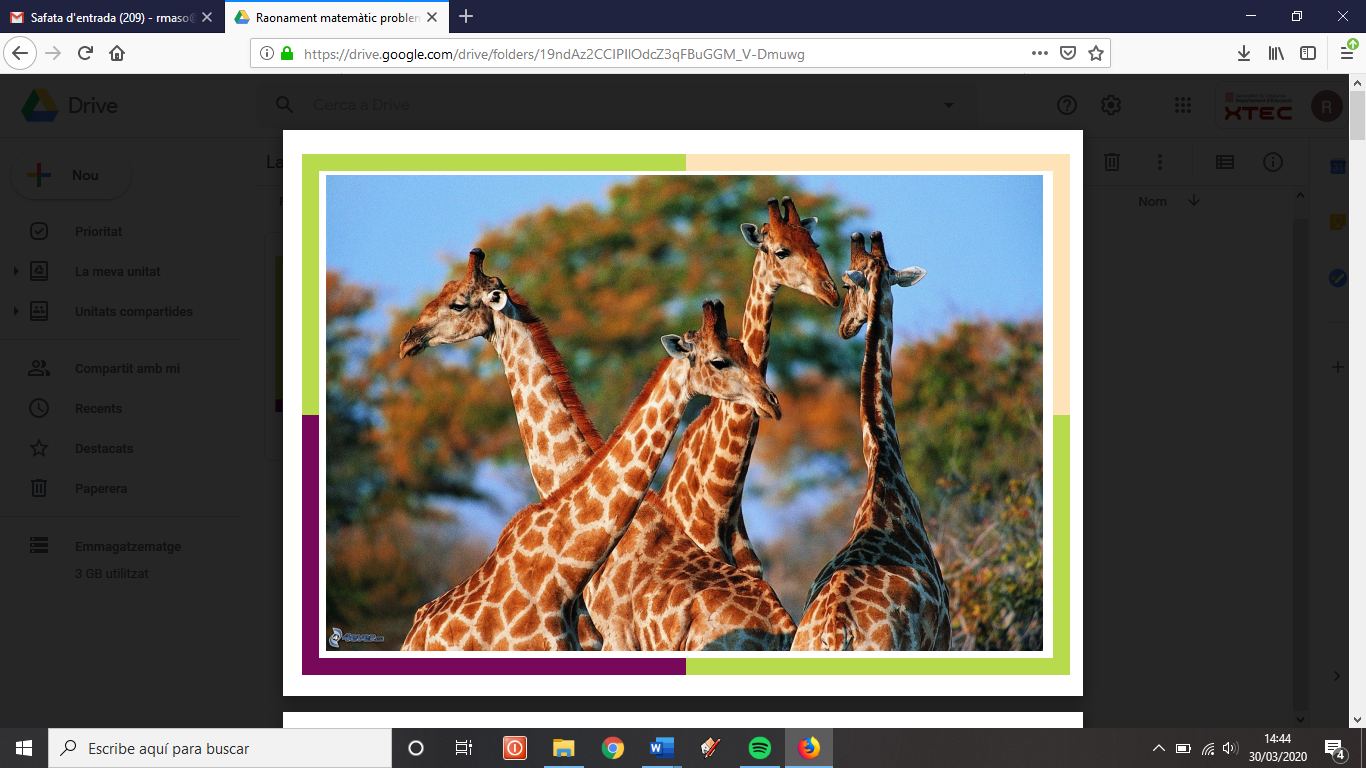 Safata d'entrada (209) - rmaso
Raonament matemàtic problem
https://drive.google.com/drive/folders/19ndAz2CCIPIlOdcZ3qFBuGGM_V-Dmuwg
Drive
Cerca a Drive
XTEC
R
Nou
La
Nom
Prioritat
La meva unitat
Unitats compartides
Compartit amb mi
Recents
Destacats
Paperera
Emmagatzematge
3 GB utilitzat
Escribe aquí para buscar
14:44
30/03/2020
4